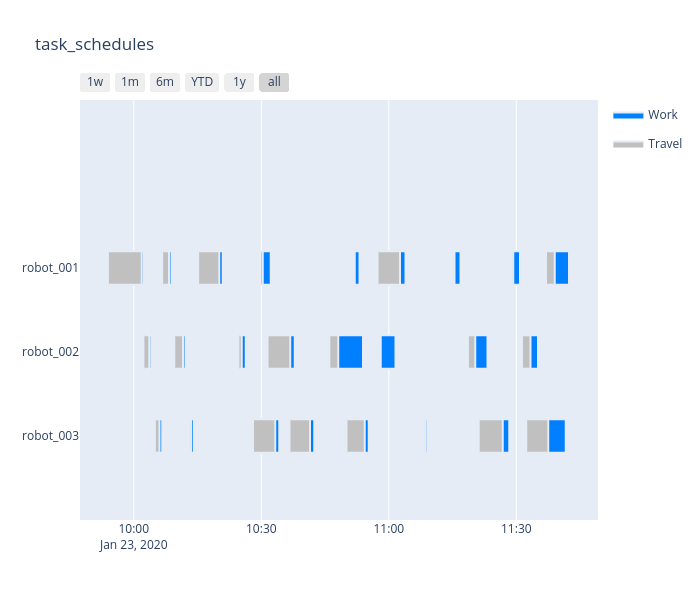 task_schedules
1w 1m 6m YTD 1y all
Work
Travel
robot_001
robot_002
robot_003
10:00 10:30 11:00 11:30
Jan 23, 2020